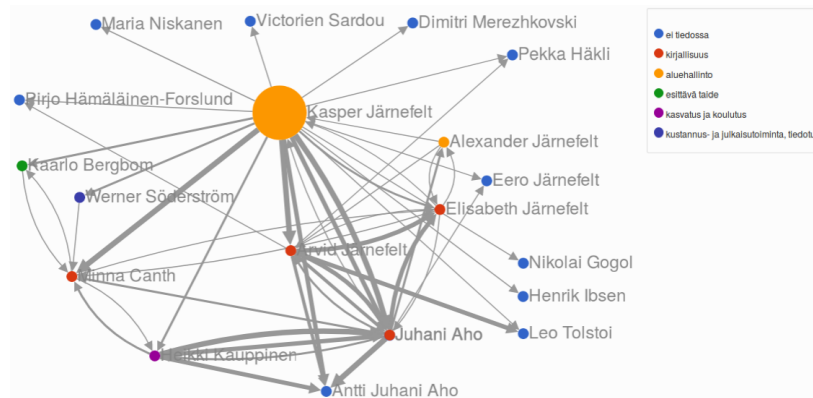 Maria Niskanen
Victorien Sardou
Dimitri Merezhkovski
Pekka Häkli
Pirjo Hämäläinen-Forslund
Kasper Järnefelt
Alexander Järnefelt
Kaarlo Bergbom
Eero Järnefelt
Werner Söderström
Elisabeth Järnefelt
Arvid Järnefelt
Nikolai Gogol
Minna Canth
Henrik Ibsen
Juhani Aho
Leo Tolstoi
Heikki Kauppinen
Antti Juhani Aho
ei tiedossa
kirjallisuus
aluehallinto
esittävä taide
kasvatus ja koulutus
kustannus- ja julkaisutoiminta, tiedotu